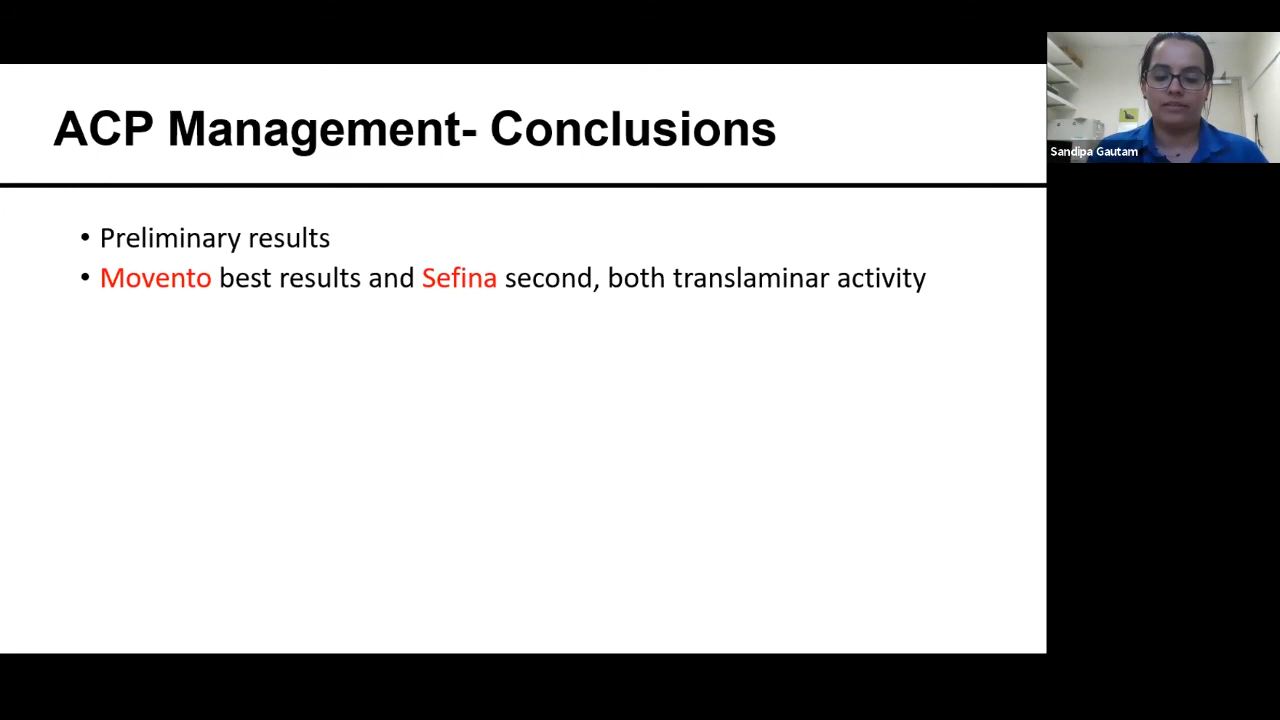 ACP Management- Conclusions
Sandipa Gautam
• Preliminary results
• Movento best results and Sefina second, both translaminar activity